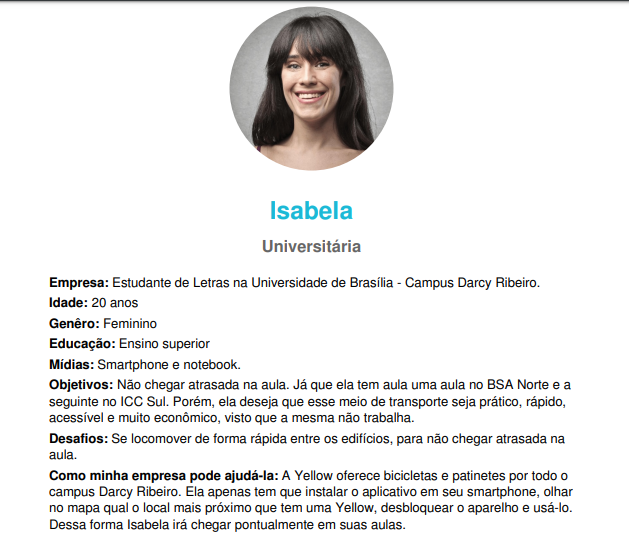 Isabela
Universitária
Empresa: Estudante de Letras na Universidade de Brasília - Campus Darcy Ribeiro.
Idade: 20 anos
Genêro: Feminino
Educação: Ensino superior
Mídias: Smartphone e notebook.
Objetivos: Não chegar atrasada na aula. Já que ela tem aula uma aula no BSA Norte e a
seguinte no ICC Sul. Porém, ela deseja que esse meio de transporte seja prático, rápido,
acessível e muito econômico, visto que a mesma não trabalha.
Desafios: Se locomover de forma rápida entre os edifícios, para não chegar atrasada na
aula.
Como minha empresa pode ajudá-la: A Yellow oferece bicicletas e patinetes por todo o
campus Darcy Ribeiro. Ela apenas tem que instalar o aplicativo em seu smartphone, olhar
no mapa qual o local mais próximo que tem uma Yellow, desbloquear o aparelho e usá-lo.
Dessa forma Isabela irá chegar pontualmente em suas aulas.